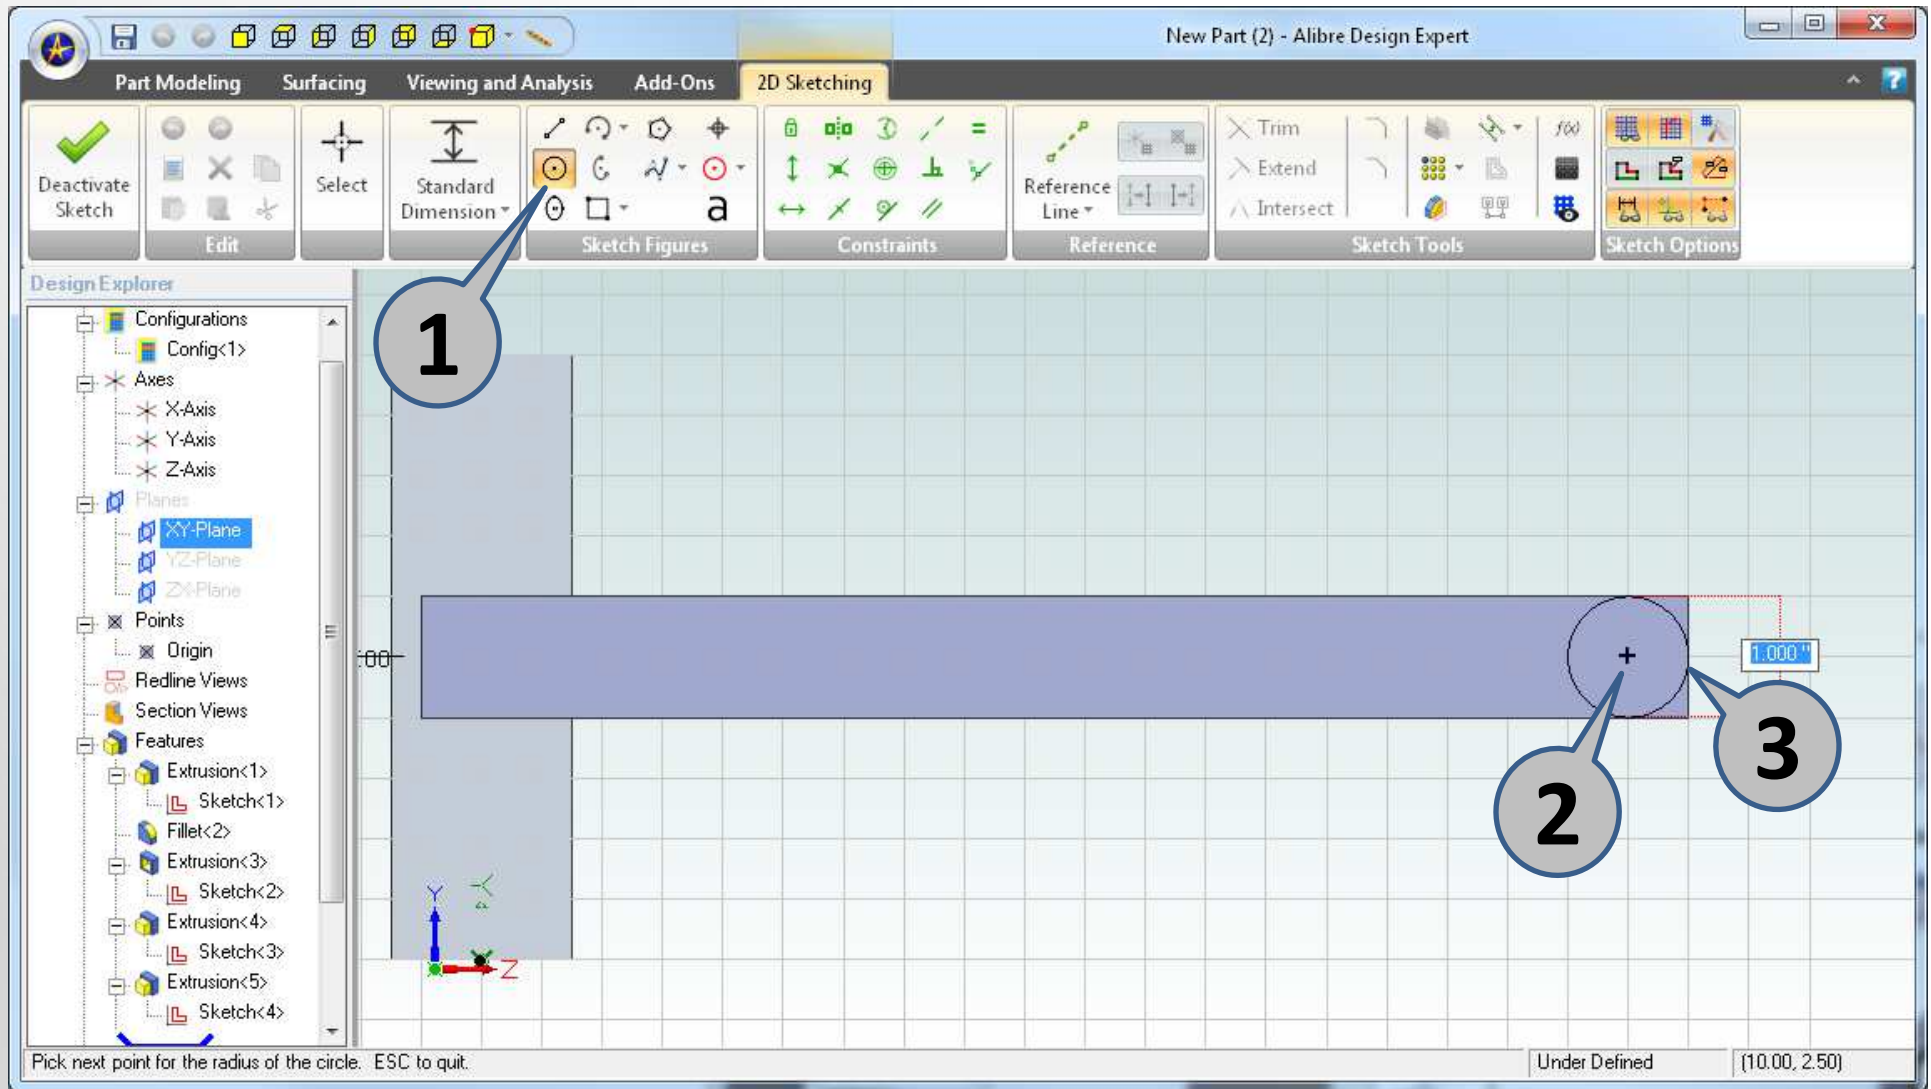 New Part (2) - Alibre Design Expert
Part Modeling
Surfacing
Viewing and Analysis
Add-Ons
2D Sketching
Deactivate
Sketch
Edit
Select
Standard
Dimension
a
Sketch Figures
Constraints
Reference
Line
Reference
Trim
Extend
Intersect
f(x)
Sketch Tools
Sketch Options
Design Explorer
Configurations
Config<1>
Axes
X-Axis
Y-Axis
Z-Axis
Planes
XY-Plane
YZ-Plane
ZX-Plane
Points
Origin
Redline Views
Section Views
Features
Extrusion<1>
Sketch<1>
Fillet<2>
Extrusion<3>
Sketch<2>
Extrusion<4>
Sketch<3>
Extrusion<5>
Sketch<4>
1
.00
1.000 "
2
3
Y
Z
Pick next point for the radius of the circle. ESC to quit.
Under Defined
(10.00, 2.50)